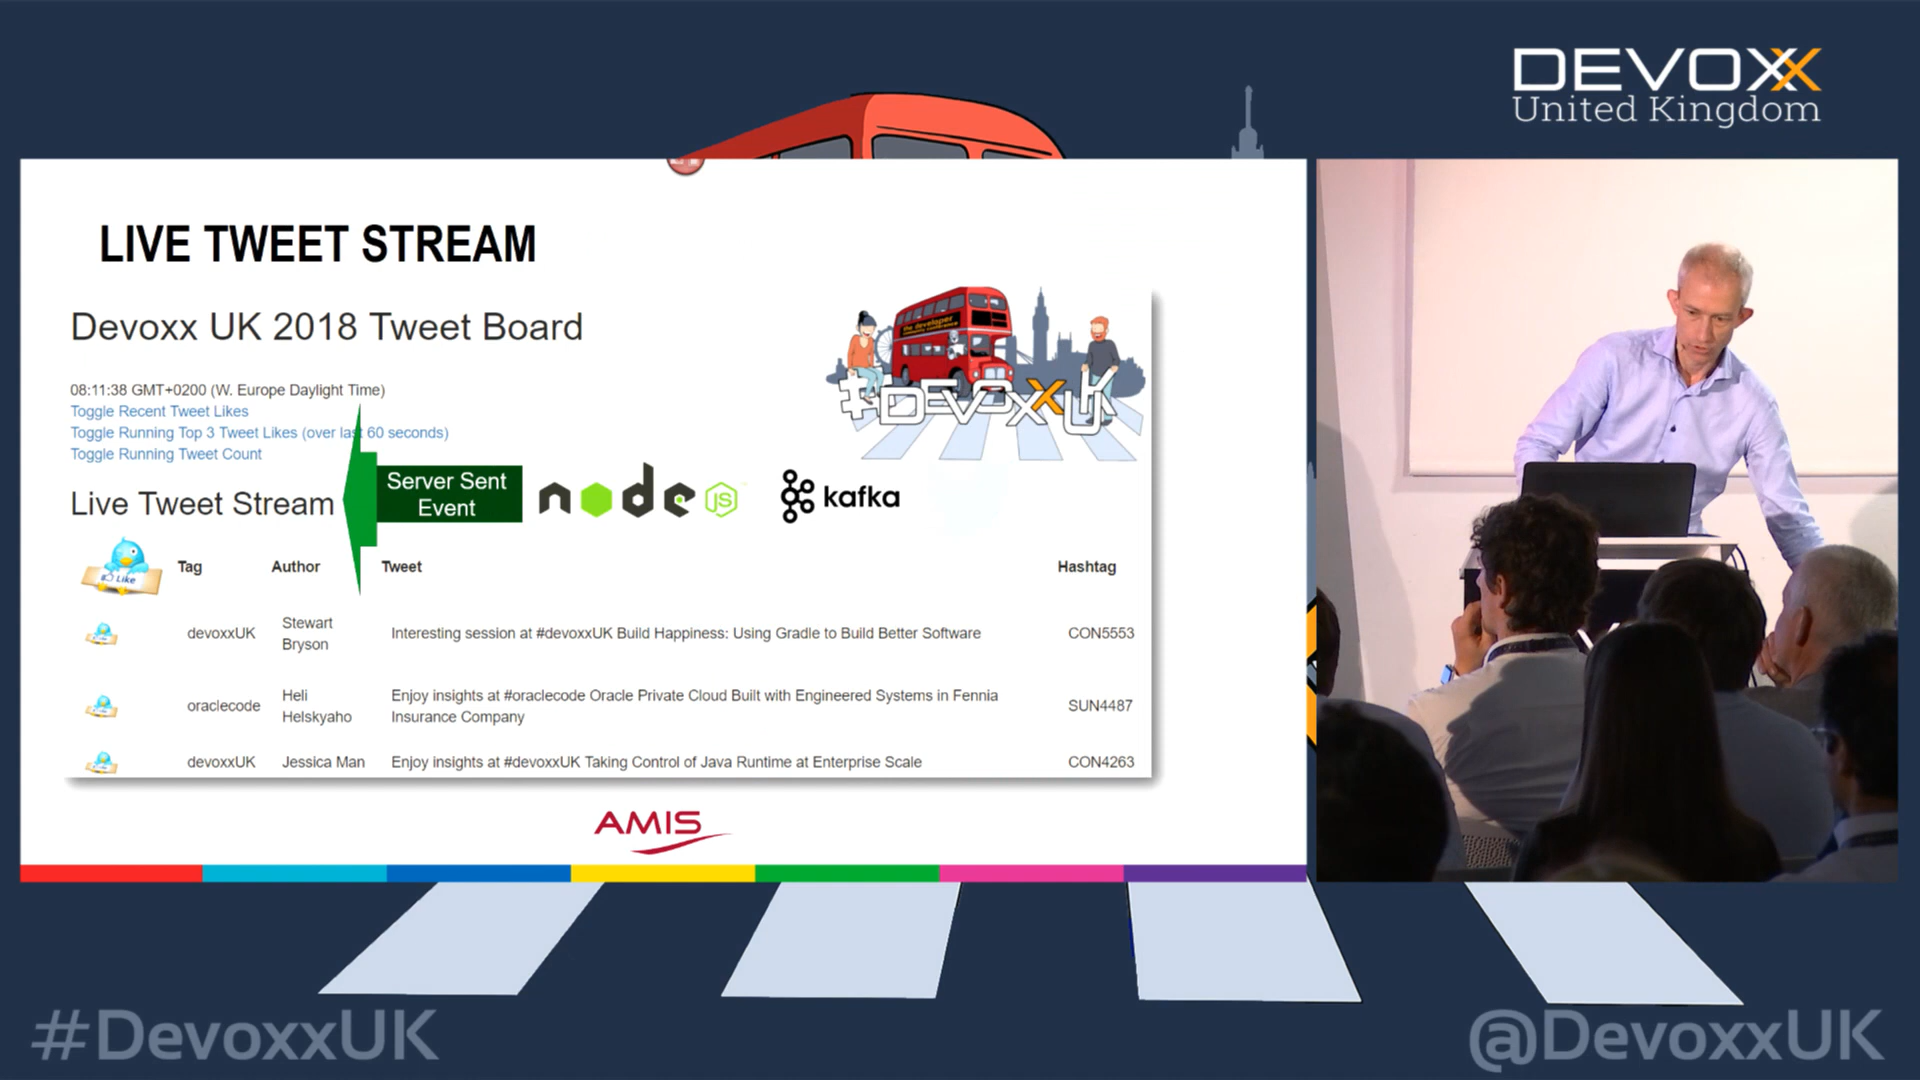 DEVOXX
United Kingdom
LIVE TWEET STREAM
Devoxx UK 2018 Tweet Board
08:11:38 GMT+0200 (W. Europe Daylight Time)
Toggle Recent Tweet Likes
Toggle Running Top 3 Tweet Likes (over last 60 seconds)
Toggle Running Tweet Count
#DEVOXXUK
Live Tweet Stream
Server Sent
Event
node
JS
kafka
Like
Tag Author Tweet Hashtag
devoxxUK Stewart Bryson Interesting session at #devoxxUK Build Happiness: Using Gradle to Build Better Software CON5553
oraclecode Heli Helskyaho Enjoy insights at #oraclecode Oracle Private Cloud Built with Engineered Systems in Fennia
Insurance Company SUN4487
devoxxUK Jessica Man Enjoy insights at #devoxxUK Taking Control of Java Runtime at Enterprise Scale CON4263
AMIS
#DevoxxUK
@DevoxxUK